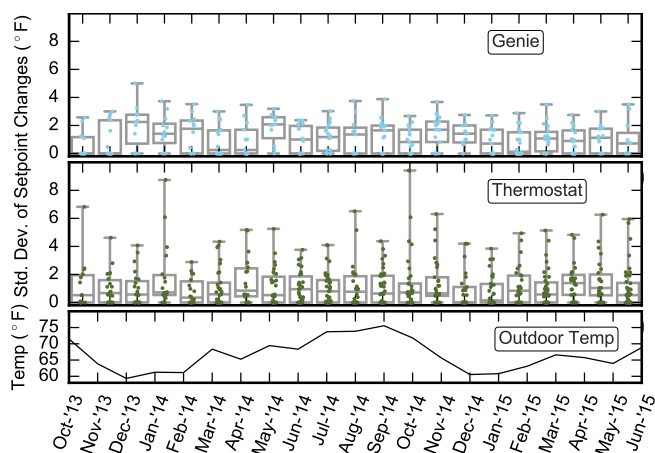 Std. Dev. of Setpoint Changes (°F)
8
6
4
2
0
Genie
8
6
4
2
0
Thermostat
Temp (°F)
75
70
65
60
Outdoor Temp
Oct-'13
Nov-'13
Dec-'13
Jan-'14
Feb-'14
Mar-'14
Apr-'14
May-'14
Jun-'14
Jul-'14
Aug-'14
Sep-'14
Oct-'14
Nov-'14
Dec-'14
Jan-'15
Feb-'15
Mar-'15
Apr-'15
May-'15
Jun-'15